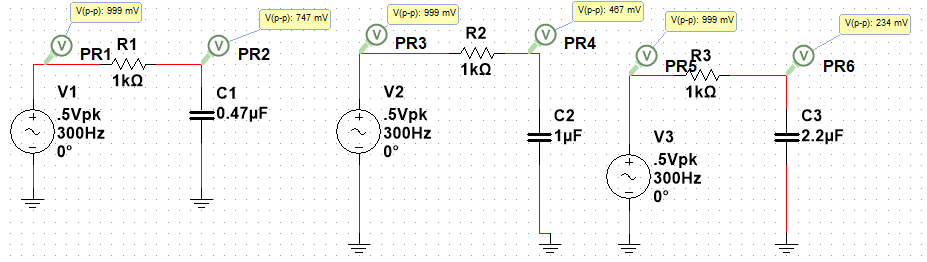 V(p-p): 999 mV
V
PR1
R1
1kΩ
V(p-p): 747 mV
V
PR2
V1
.5Vpk
300Hz
0°
C1
0.47µF
V(p-p): 999 mV
V
PR3
R2
1kΩ
V(p-p): 467 mV
V
PR4
V2
.5Vpk
300Hz
0°
C2
1µF
V(p-p): 999 mV
V
PR5
R3
1kΩ
V(p-p): 234 mV
V
PR6
V3
.5Vpk
300Hz
0°
C3
2.2µF